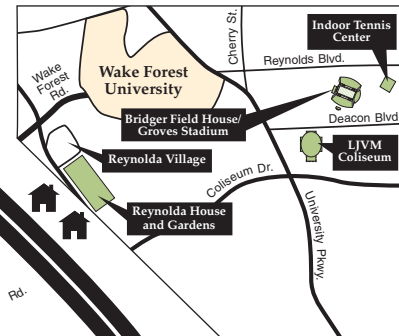 Indoor Tennis
Center
Cherry St.
Reynolds Blvd.
Wake
Forest
Rd.
Wake Forest
University
Bridger Field House/
Groves Stadium
Deacon Blvd
LJVM
Coliseum
Reynolda Village
Coliseum Dr.
Reynolda House
and Gardens
University Pkwy.
Rd.